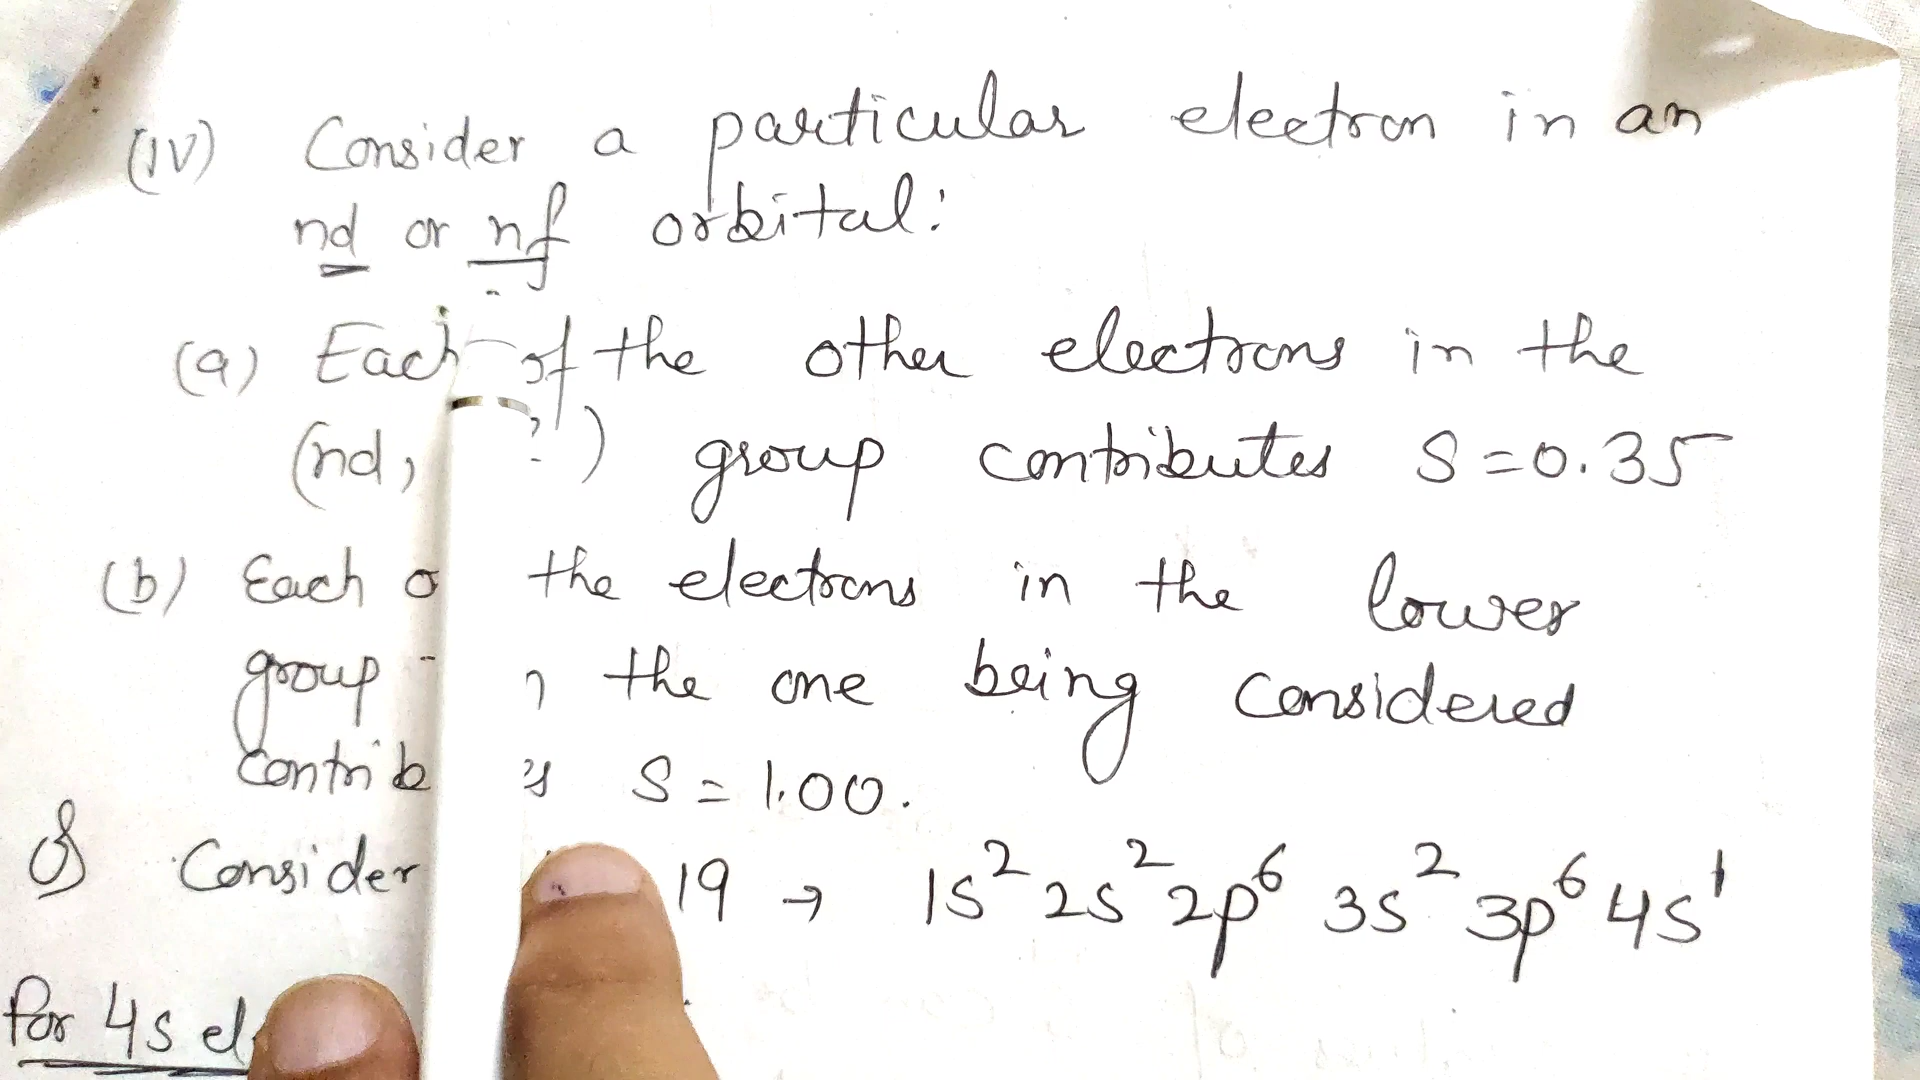 (iv) Consider a particular electron in an
nd or nf orbital:
(a) Each of the other electrons in the
(nd, ) group contributes S = 0.35
(b) Each the electrons in the lower
group the one being considered
S = 1.00.
Consider 19 → 1s² 2s² 2p⁶ 3s² 3p⁶ 4s¹
for 4s